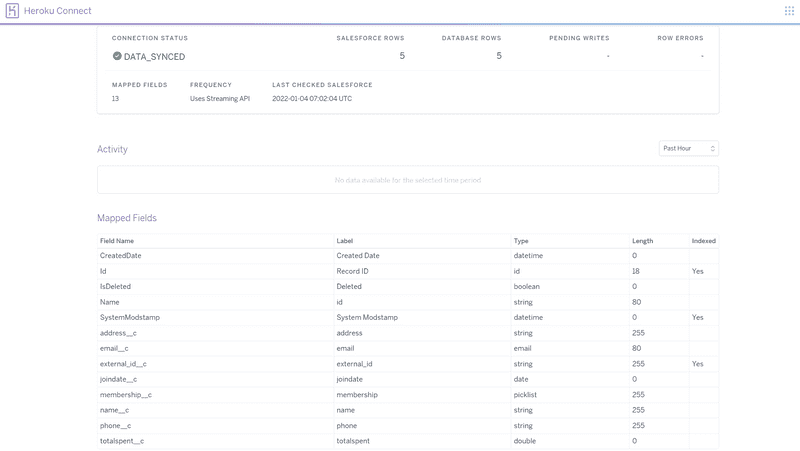 Heroku Connect
CONNECTION STATUS SALESFORCE ROWS DATABASE ROWS PENDING WRITES ROW ERRORS
DATA_SYNCED 5 5 - -
MAPPED FIELDS FREQUENCY LAST CHECKED SALESFORCE
13 Uses Streaming API 2022-01-04 07:02:04 UTC
Activity Past Hour
No data available for the selected time period
Mapped Fields
Field Name Label Type Length Indexed
CreatedDate Created Date datetime 0
Id Record ID id 18 Yes
IsDeleted Deleted boolean 0
Name id string 80
SystemModstamp System Modstamp datetime 0 Yes
address__c address string 255
email__c email email 80
external_id__c external_id string 255 Yes
joindate__c joindate date 0
membership__c membership picklist 255
name__c name string 255
phone__c phone string 255
totalspent__c totalspent double 0